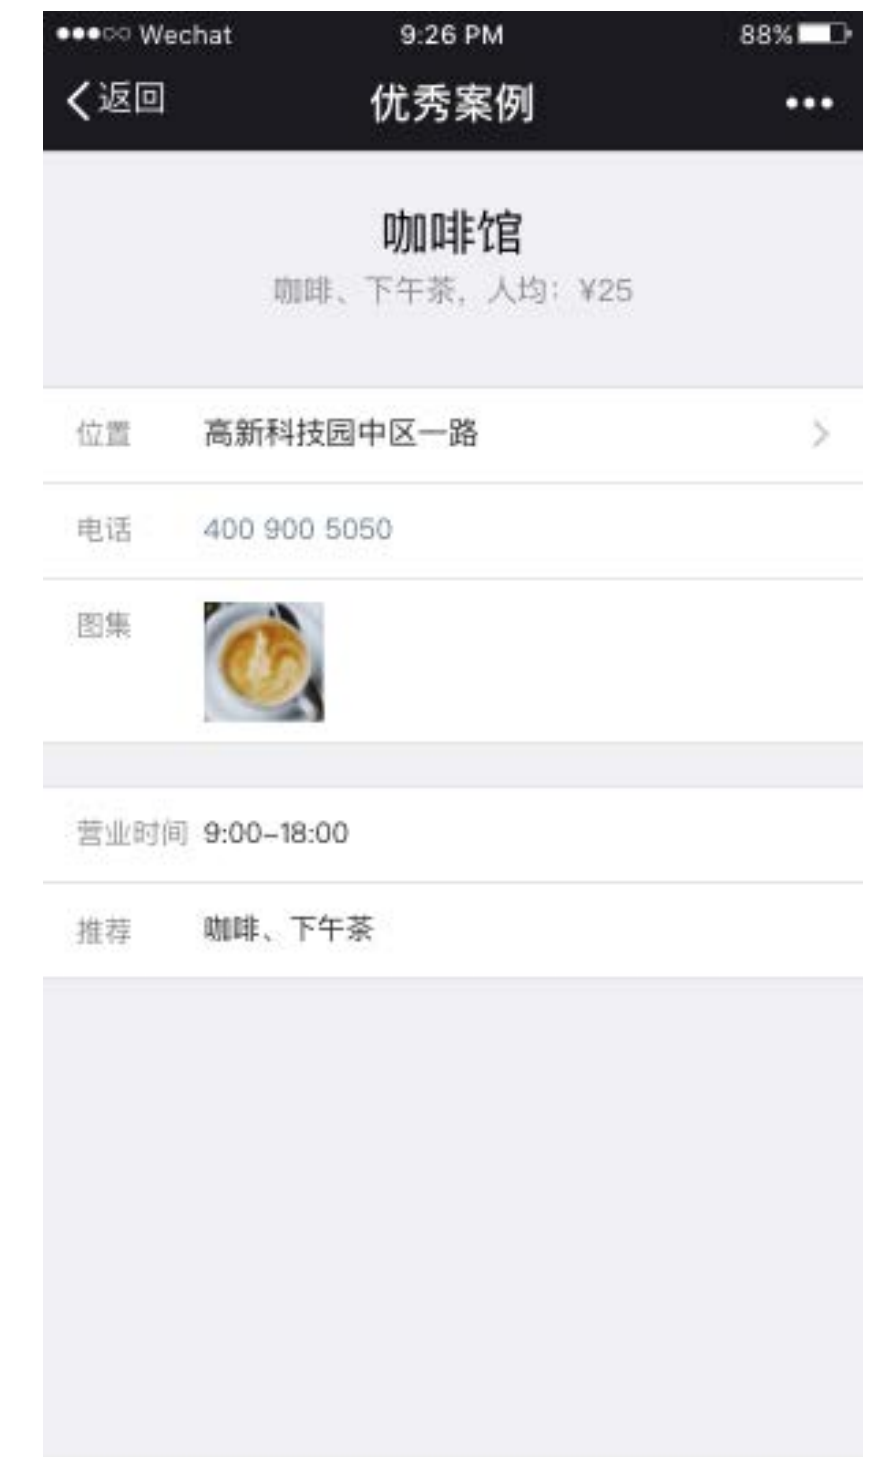 Wechat 9:26 PM 88%
返回 优秀案例
咖啡馆
咖啡、下午茶，人均：¥25
位置 高新科技园中区一路
电话 400 900 5050
图集
营业时间 9:00-18:00
推荐 咖啡、下午茶